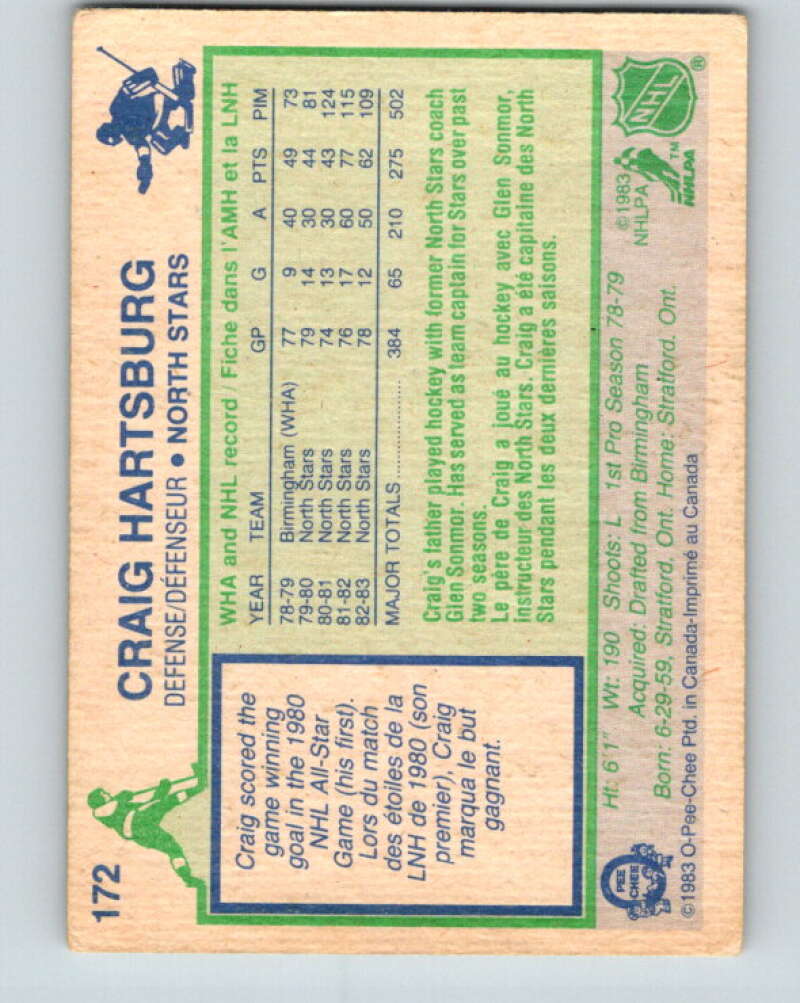 172
CRAIG HARTSBURG
DEFENSE/DÉFENSEUR • NORTH STARS
Craig scored the
game winning
goal in the 1980
NHL All-Star
Game (his first).
Lors du match
des étoiles de la
LNH de 1980 (son
premier), Craig
marqua le but
gagnant.
WHA and NHL record / Fiche dans l'AMH et la LNH
YEAR TEAM GP G A PTS PIM
78-79 Birmingham (WHA) 77 9 40 49 73
79-80 North Stars 79 14 30 44 81
80-81 North Stars 74 13 30 43 124
81-82 North Stars 76 17 60 77 115
82-83 North Stars 78 12 50 62 109
MAJOR TOTALS .................... 384 65 210 275 502
Craig's father played hockey with former North Stars coach
Glen Sonmor. Has served as team captain for Stars over past
two seasons.
Le père de Craig a joué au hockey avec Glen Sonmor,
instructeur des North Stars. Craig a été capitaine des North
Stars pendant les deux dernières saisons.
Ht: 6'1" Wt: 190 Shoots: L 1st Pro Season 78-79
Acquired: Drafted from Birmingham
Born: 6-29-59, Stratford, Ont. Home: Stratford, Ont.
©1983 O-Pee-Chee Ptd. in Canada-Imprimé au Canada
PEE
CHEE
©1983
NHLPA
NHLPA
TM
NHL
®